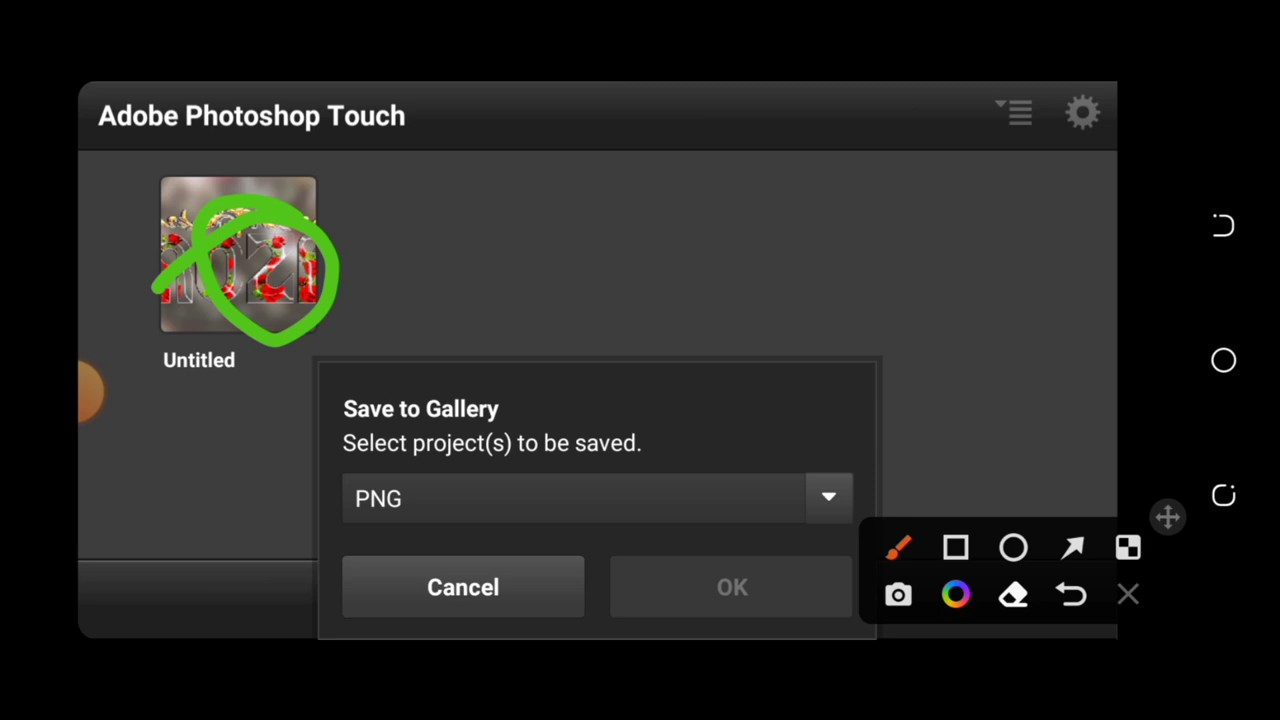 Adobe Photoshop Touch
Untitled
Save to Gallery
Select project(s) to be saved.
PNG
Cancel
OK